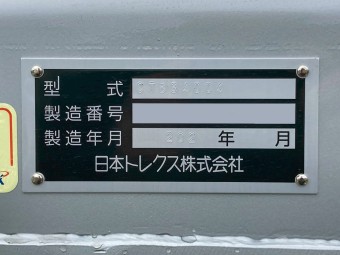 型 式
製造番号
製造年月 年 月
日本トレクス株式会社